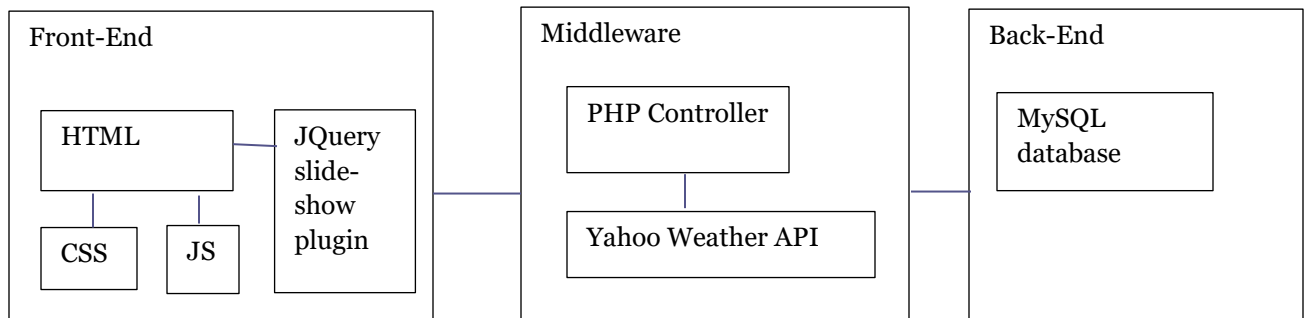 Front-End
HTML
JQuery
slide-
show
plugin
CSS
JS
Middleware
PHP Controller
Yahoo Weather API
Back-End
MySQL
database